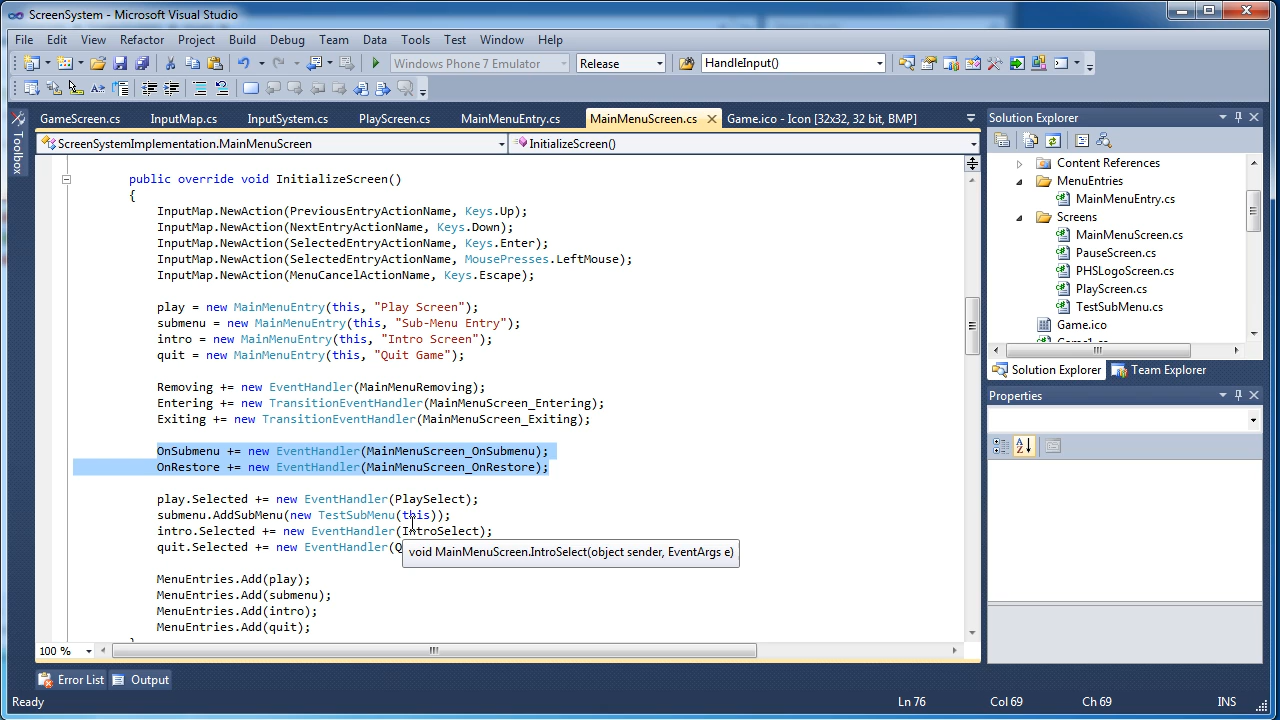 ScreenSystem - Microsoft Visual Studio
File Edit View Refactor Project Build Debug Team Data Tools Test Window Help
Windows Phone 7 Emulator Release HandleInput()
GameScreen.cs InputMap.cs InputSystem.cs PlayScreen.cs MainMenuEntry.cs MainMenuScreen.cs Game.ico - Icon [32x32, 32 bit, BMP]
Toolbox
ScreenSystemImplementation.MainMenuScreen InitializeScreen()
public override void InitializeScreen()
{
InputMap.NewAction(PreviousEntryActionName, Keys.Up);
InputMap.NewAction(NextEntryActionName, Keys.Down);
InputMap.NewAction(SelectedEntryActionName, Keys.Enter);
InputMap.NewAction(SelectedEntryActionName, MousePresses.LeftMouse);
InputMap.NewAction(MenuCancelActionName, Keys.Escape);
play = new MainMenuEntry(this, "Play Screen");
submenu = new MainMenuEntry(this, "Sub-Menu Entry");
intro = new MainMenuEntry(this, "Intro Screen");
quit = new MainMenuEntry(this, "Quit Game");
Removing += new EventHandler(MainMenuRemoving);
Entering += new TransitionEventHandler(MainMenuScreen_Entering);
Exiting += new TransitionEventHandler(MainMenuScreen_Exiting);
OnSubmenu += new EventHandler(MainMenuScreen_OnSubmenu);
OnRestore += new EventHandler(MainMenuScreen_OnRestore);
play.Selected += new EventHandler(PlaySelect);
submenu.AddSubMenu(new TestSubMenu(this));
intro.Selected += new EventHandler(IntroSelect);
quit.Selected += new EventHandler(Q
void MainMenuScreen.IntroSelect(object sender, EventArgs e)
MenuEntries.Add(play);
MenuEntries.Add(submenu);
MenuEntries.Add(intro);
MenuEntries.Add(quit);
100 %
Solution Explorer
Content References
MenuEntries
MainMenuEntry.cs
Screens
MainMenuScreen.cs
PauseScreen.cs
PHSLogoScreen.cs
PlayScreen.cs
TestSubMenu.cs
Game.ico
Solution Explorer Team Explorer
Properties
Error List Output
Ready Ln 76 Col 69 Ch 69 INS